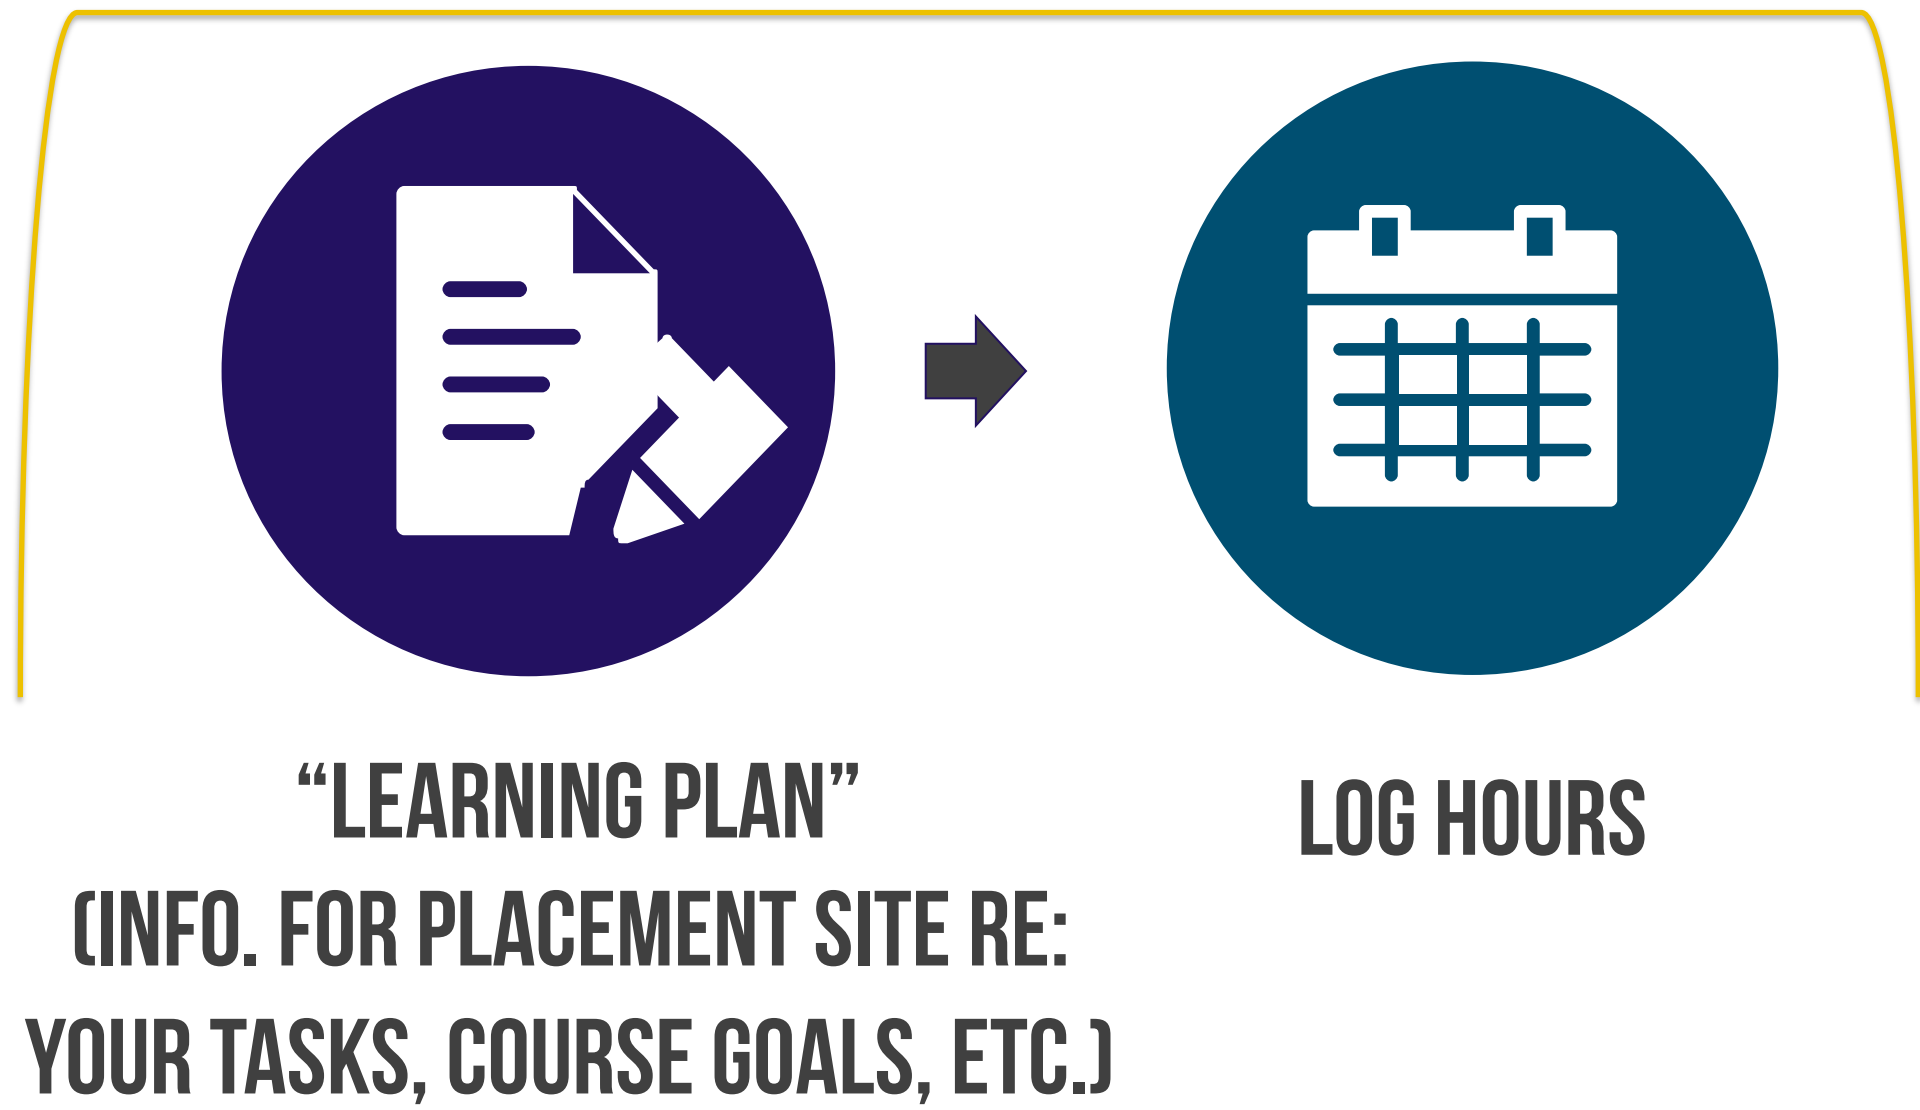 “LEARNING PLAN”
(INFO. FOR PLACEMENT SITE RE:
YOUR TASKS, COURSE GOALS, ETC.)
LOG HOURS